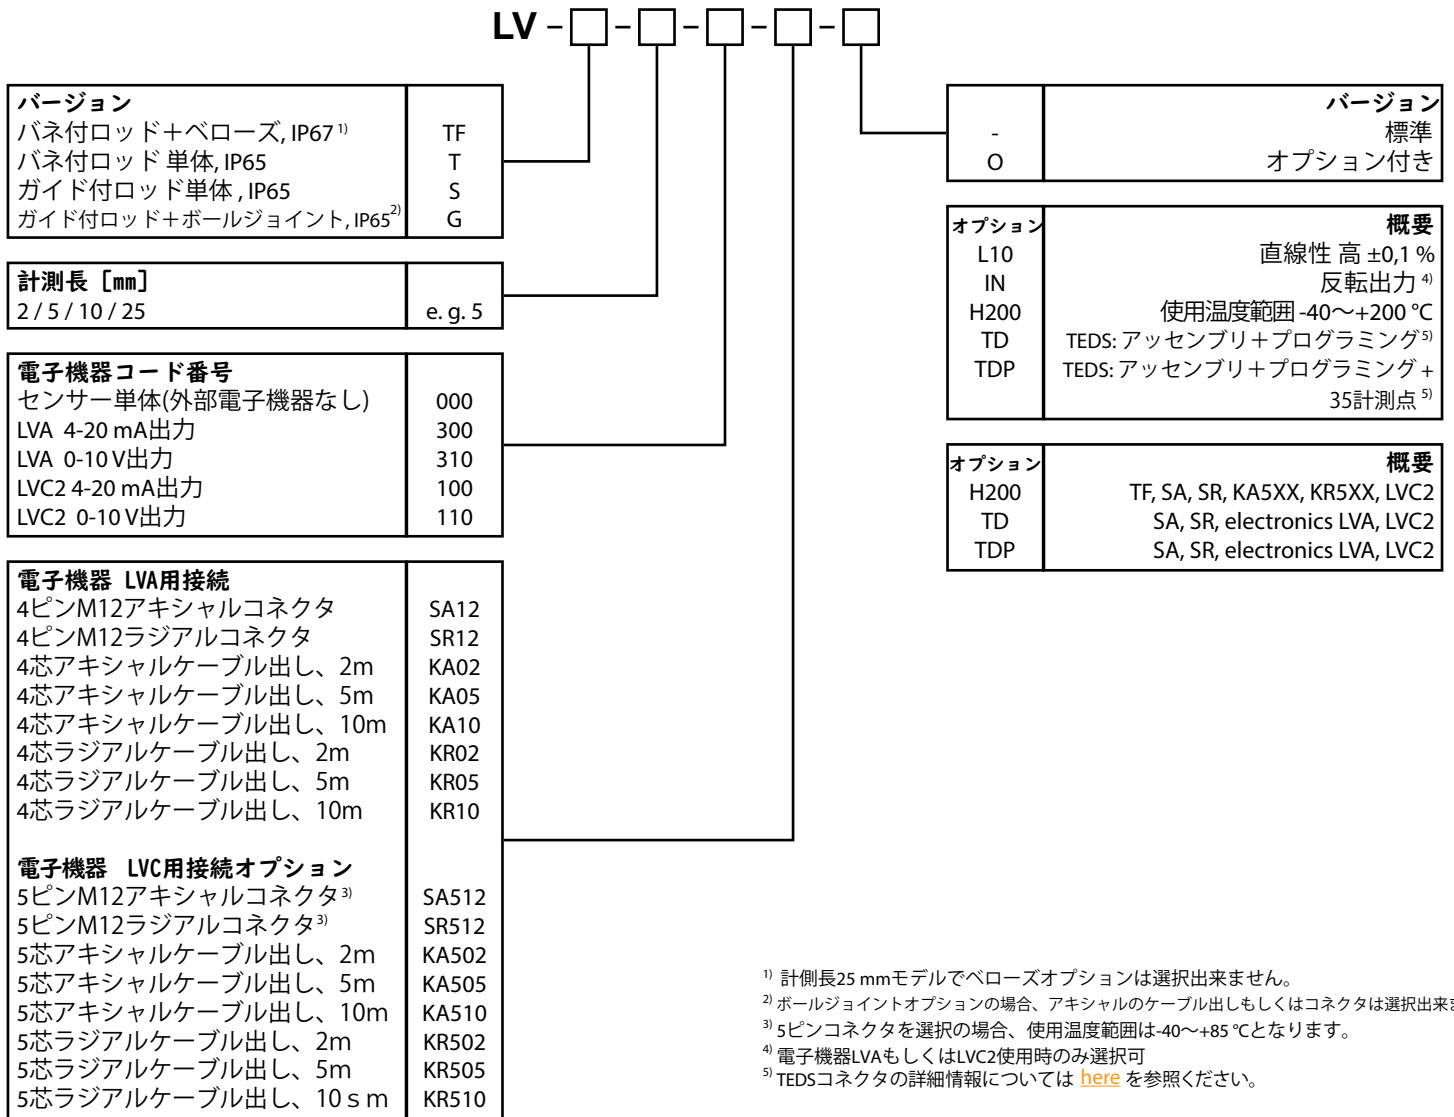 LV - □ - □ - □ - □ - □
バージョン
バネ付ロッド＋ベローズ, IP67 1) TF
バネ付ロッド 単体, IP65 T
ガイド付ロッド単体 , IP65 S
ガイド付ロッド＋ボールジョイント, IP65 2) G
計測長 [mm]
2 / 5 / 10 / 25 e. g. 5
電子機器コード番号
センサー単体(外部電子機器なし) 000
LVA 4-20 mA出力 300
LVA 0-10 V出力 310
LVC2 4-20 mA出力 100
LVC2 0-10 V出力 110
電子機器 LVA用接続
4ピンM12アキシャルコネクタ SA12
4ピンM12ラジアルコネクタ SR12
4芯アキシャルケーブル出し、2m KA02
4芯アキシャルケーブル出し、5m KA05
4芯アキシャルケーブル出し、10m KA10
4芯ラジアルケーブル出し、2m KR02
4芯ラジアルケーブル出し、5m KR05
4芯ラジアルケーブル出し、10m KR10
電子機器 LVC用接続オプション
5ピンM12アキシャルコネクタ 3) SA512
5ピンM12ラジアルコネクタ 3) SR512
5芯アキシャルケーブル出し、2m KA502
5芯アキシャルケーブル出し、5m KA505
5芯アキシャルケーブル出し、10m KA510
5芯ラジアルケーブル出し、2m KR502
5芯ラジアルケーブル出し、5m KR505
5芯ラジアルケーブル出し、10ｓｍ KR510
バージョン
- 標準
O オプション付き
オプション 概要
L10 直線性 高 ±0,1 %
IN 反転出力 4)
H200 使用温度範囲 -40〜+200 °C
TD TEDS: アッセンブリ＋プログラミング 5)
TDP TEDS: アッセンブリ＋プログラミング +
35計測点 5)
オプション 概要
H200 TF, SA, SR, KA5XX, KR5XX, LVC2
TD SA, SR, electronics LVA, LVC2
TDP SA, SR, electronics LVA, LVC2
1) 計側長25 mmモデルでベローズオプションは選択出来ません。
2) ボールジョイントオプションの場合、アキシャルのケーブル出しもしくはコネクタは選択出来ま
3) 5ピンコネクタを選択の場合、使用温度範囲は-40〜+85 °Cとなります。
4) 電子機器LVAもしくはLVC2使用時のみ選択可
5) TEDSコネクタの詳細情報については here を参照ください。